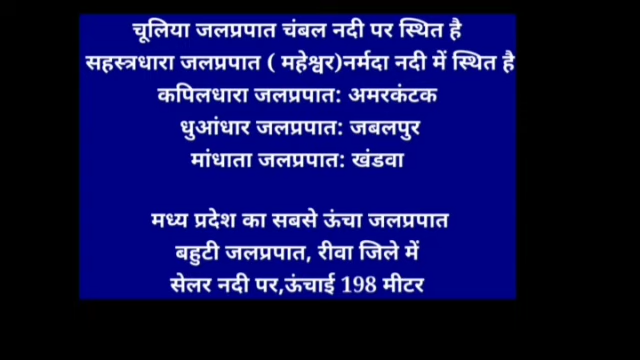 चूलिया जलप्रपात चंबल नदी पर स्थित है
सहस्त्रधारा जलप्रपात ( महेश्वर)नर्मदा नदी में स्थित है
कपिलधारा जलप्रपात: अमरकंटक
धुआंधार जलप्रपात: जबलपुर
मांधाता जलप्रपात: खंडवा
मध्य प्रदेश का सबसे ऊंचा जलप्रपात
बहुटी जलप्रपात, रीवा जिले में
सेलर नदी पर,ऊंचाई 198 मीटर